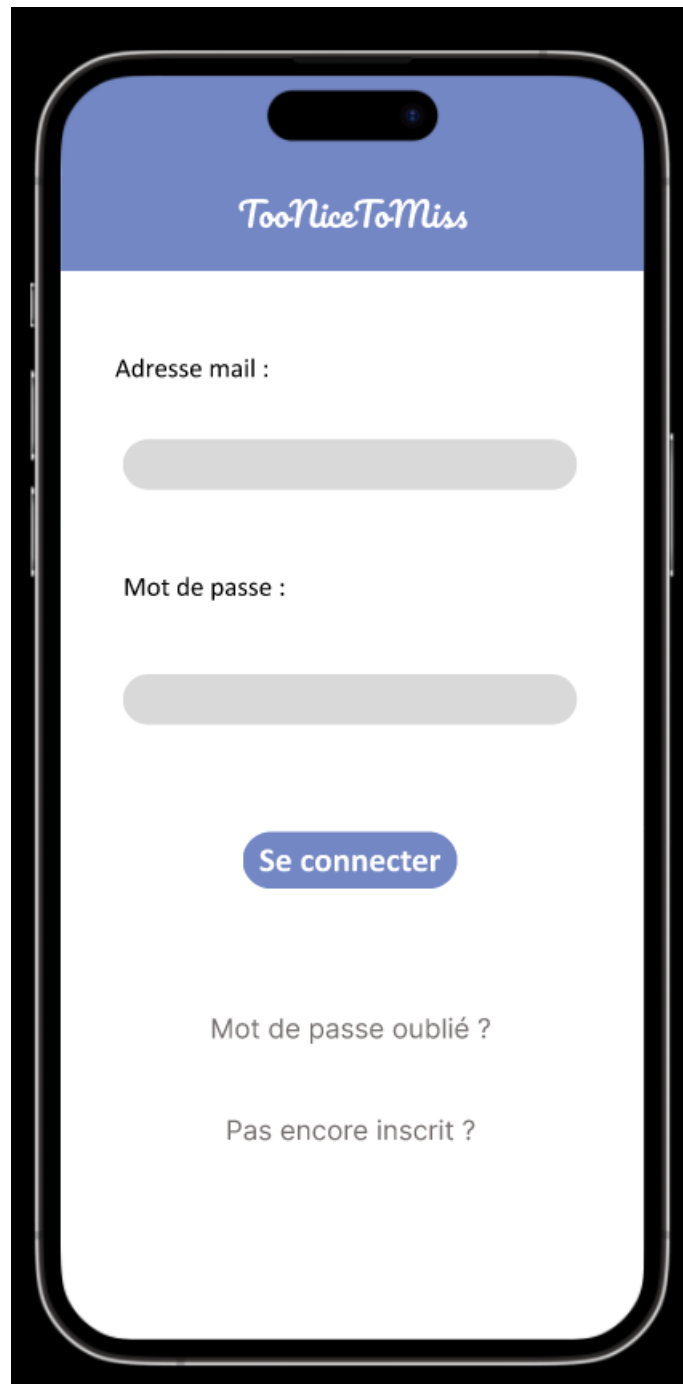 TooNiceToMiss
Adresse mail :
Mot de passe :
Se connecter
Mot de passe oublié ?
Pas encore inscrit ?